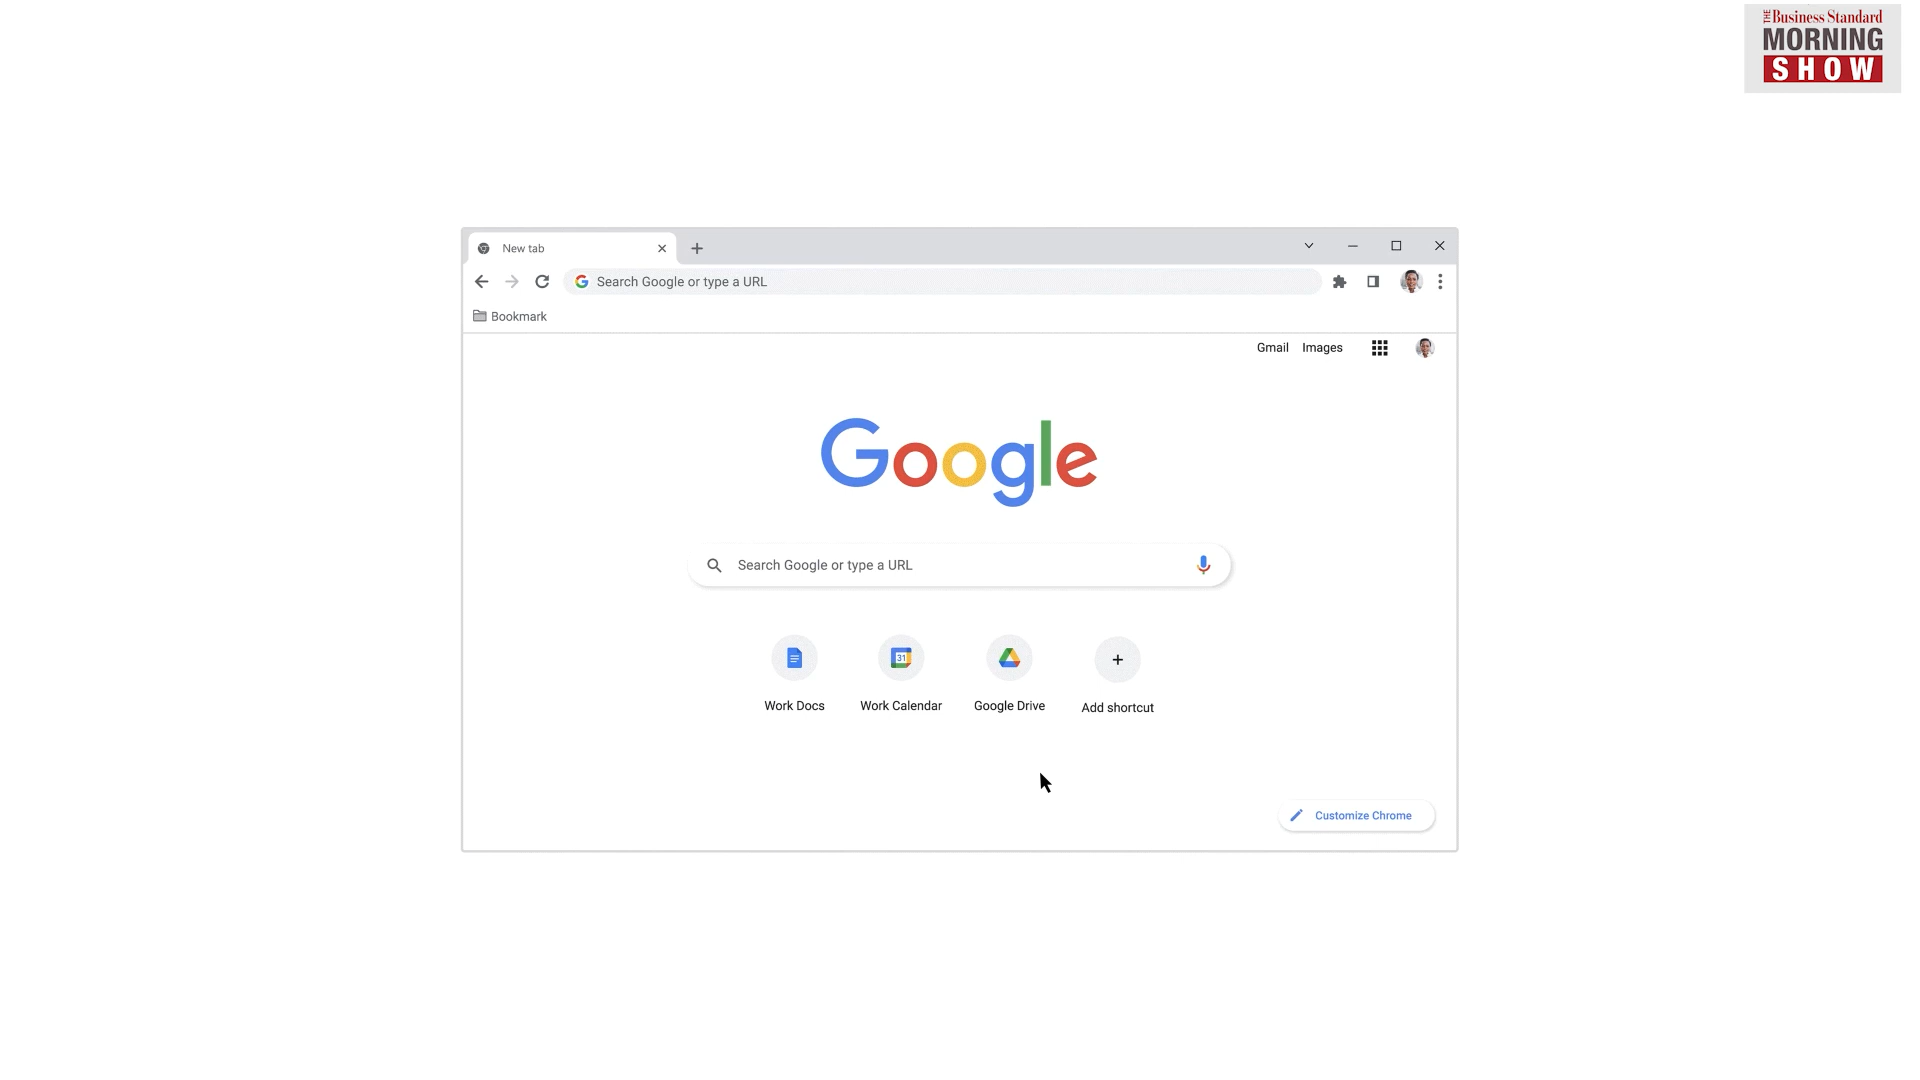 THE Business Standard
MORNING
SHOW
New tab
Search Google or type a URL
Bookmark
Gmail Images
Google
Search Google or type a URL
31
Work Docs Work Calendar Google Drive Add shortcut
Customize Chrome